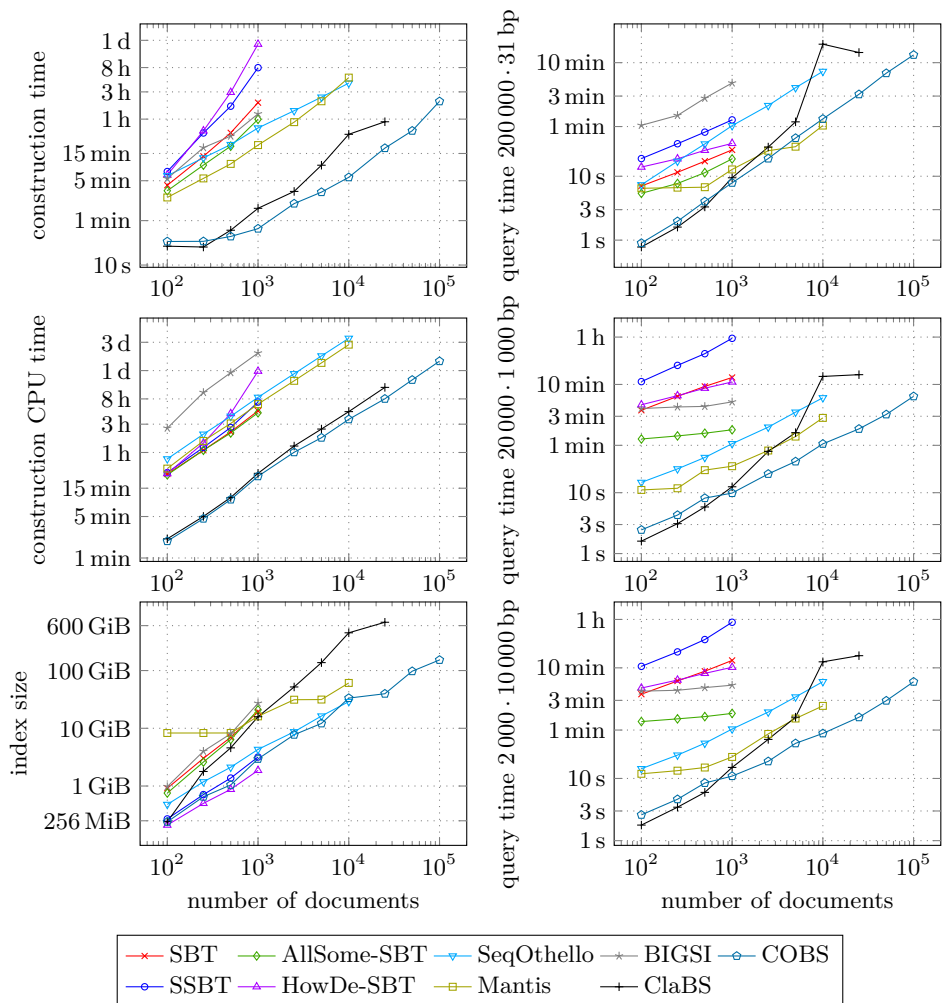 construction time
1 d
8 h
3 h
1 h
15 min
5 min
1 min
10 s
10² 10³ 10⁴ 10⁵
query time 200 000 · 31 bp
10 min
3 min
1 min
10 s
3 s
1 s
10² 10³ 10⁴ 10⁵
construction CPU time
3 d
1 d
8 h
3 h
1 h
15 min
5 min
1 min
10² 10³ 10⁴ 10⁵
query time 20 000 · 1 000 bp
1 h
10 min
3 min
1 min
10 s
3 s
1 s
10² 10³ 10⁴ 10⁵
index size
600 GiB
100 GiB
10 GiB
1 GiB
256 MiB
10² 10³ 10⁴ 10⁵
number of documents
query time 2 000 · 10 000 bp
1 h
10 min
3 min
1 min
10 s
3 s
1 s
10² 10³ 10⁴ 10⁵
number of documents
SBT AllSome-SBT SeqOthello BIGSI COBS
SSBT HowDe-SBT Mantis ClaBS